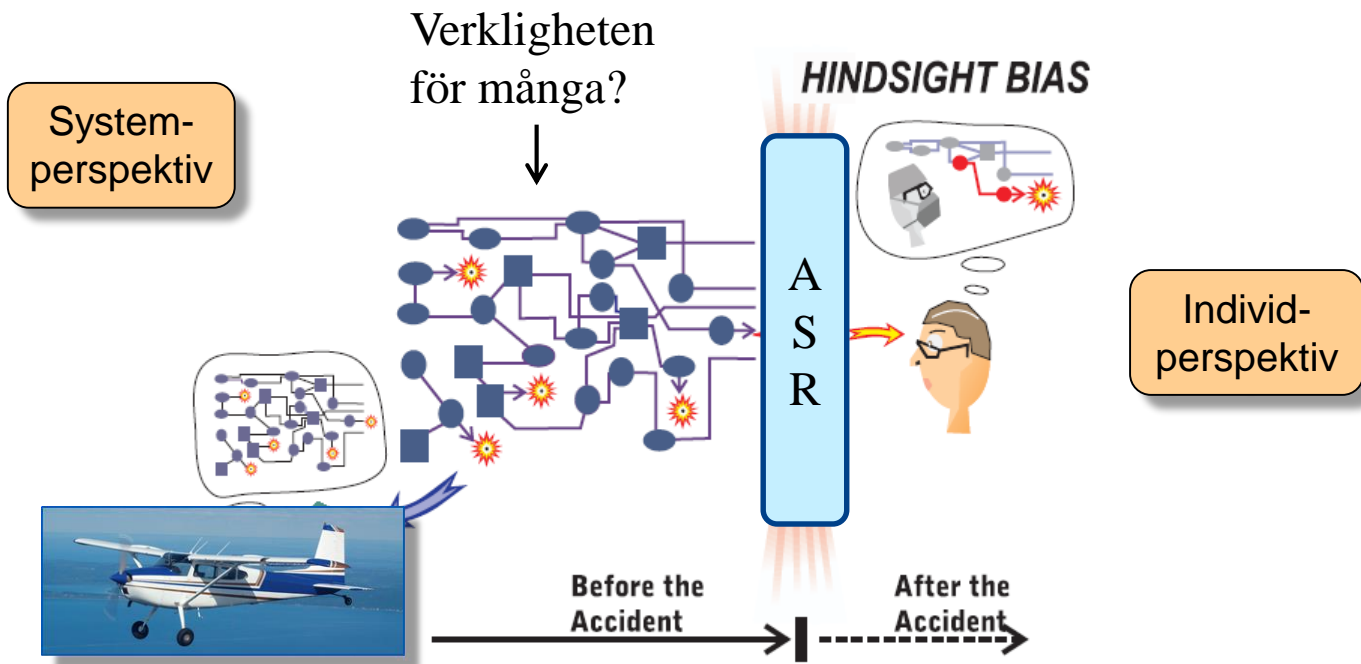 Verkligheten
för många?
HINDSIGHT BIAS
System-
perspektiv
A
S
R
Individ-
perspektiv
Before the
Accident
After the
Accident